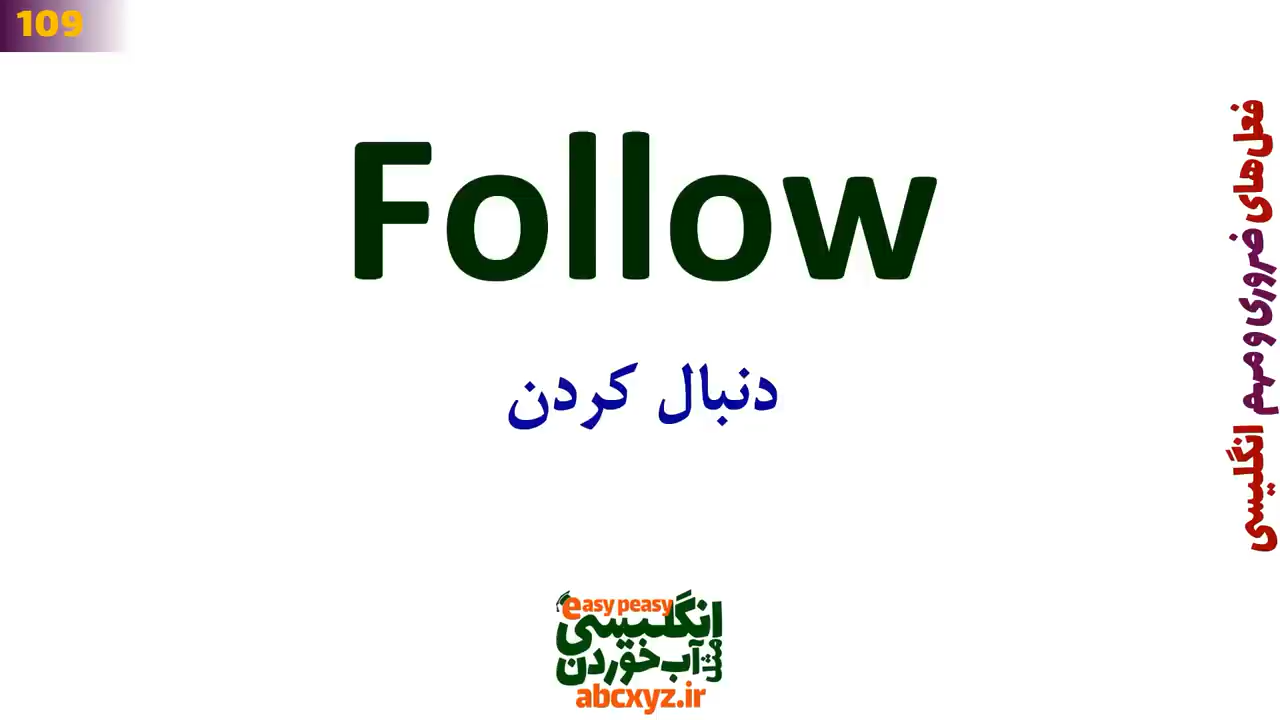 109
Follow
دنبال کردن
فعل‌های ضروری و مهم انگلیسی
easy peasy
انگلیسی
مثل آب خوردن
abcxyz.ir